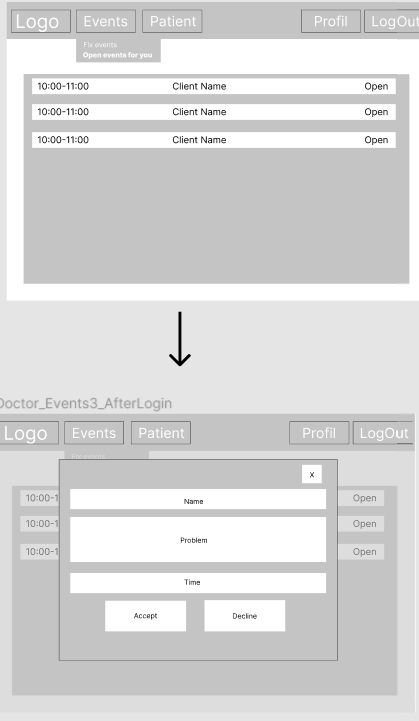 Logo Events Patient Profil LogOut
Fix events
Open events for you
10:00-11:00 Client Name Open
10:00-11:00 Client Name Open
10:00-11:00 Client Name Open
Doctor_Events3_AfterLogin
Logo Events Patient Profil LogOut
Fix events
X
10:00-1 Name Open
10:00-1 Open
Problem
10:00-1 Open
Time
Accept Decline